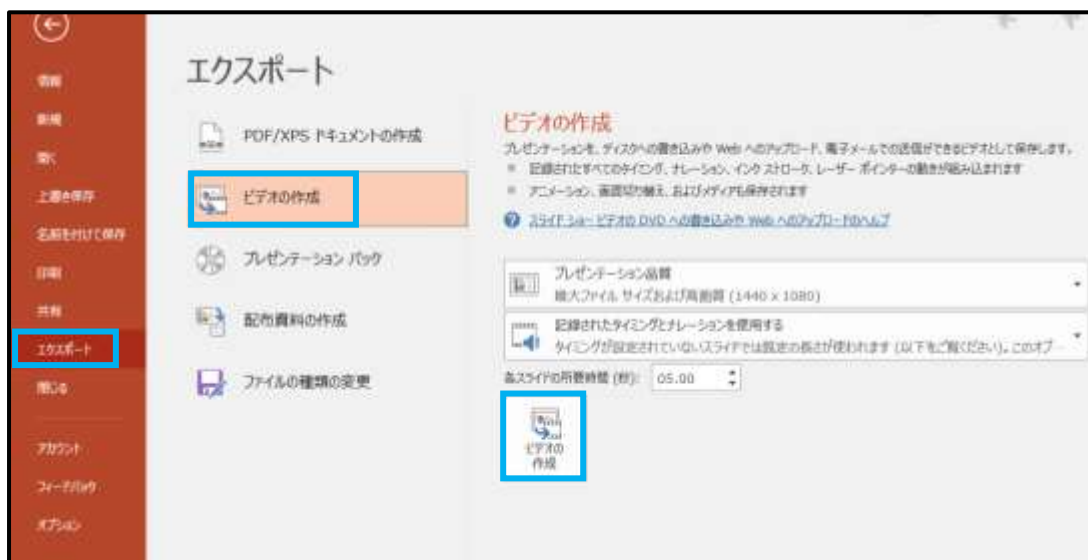 エクスポート
情報
新規
開く
上書き保存
名前を付けて保存
印刷
共有
エクスポート
閉じる
アカウント
フィードバック
オプション
PDF/XPS ドキュメントの作成
ビデオの作成
プレゼンテーション パック
配布資料の作成
ファイルの種類の変更
ビデオの作成
プレゼンテーションを、ディスクへの書き込みや Web へのアップロード、電子メールでの送信ができるビデオとして保存します。
記録されたすべてのタイミング、ナレーション、インク ストローク、レーザー ポインターの動きが組み込まれます
アニメーション、画面切り替え、およびメディアも保存されます
スライド ショー ビデオの DVD への書き込みや Web へのアップロードのヘルプ
プレゼンテーション品質
最大ファイル サイズおよび高画質 (1440 x 1080)
記録されたタイミングとナレーションを使用する
タイミングが設定されていないスライドでは既定の長さが使われます (以下をご覧ください)。このオプ...
各スライドの所要時間 (秒): 05.00
ビデオの
作成